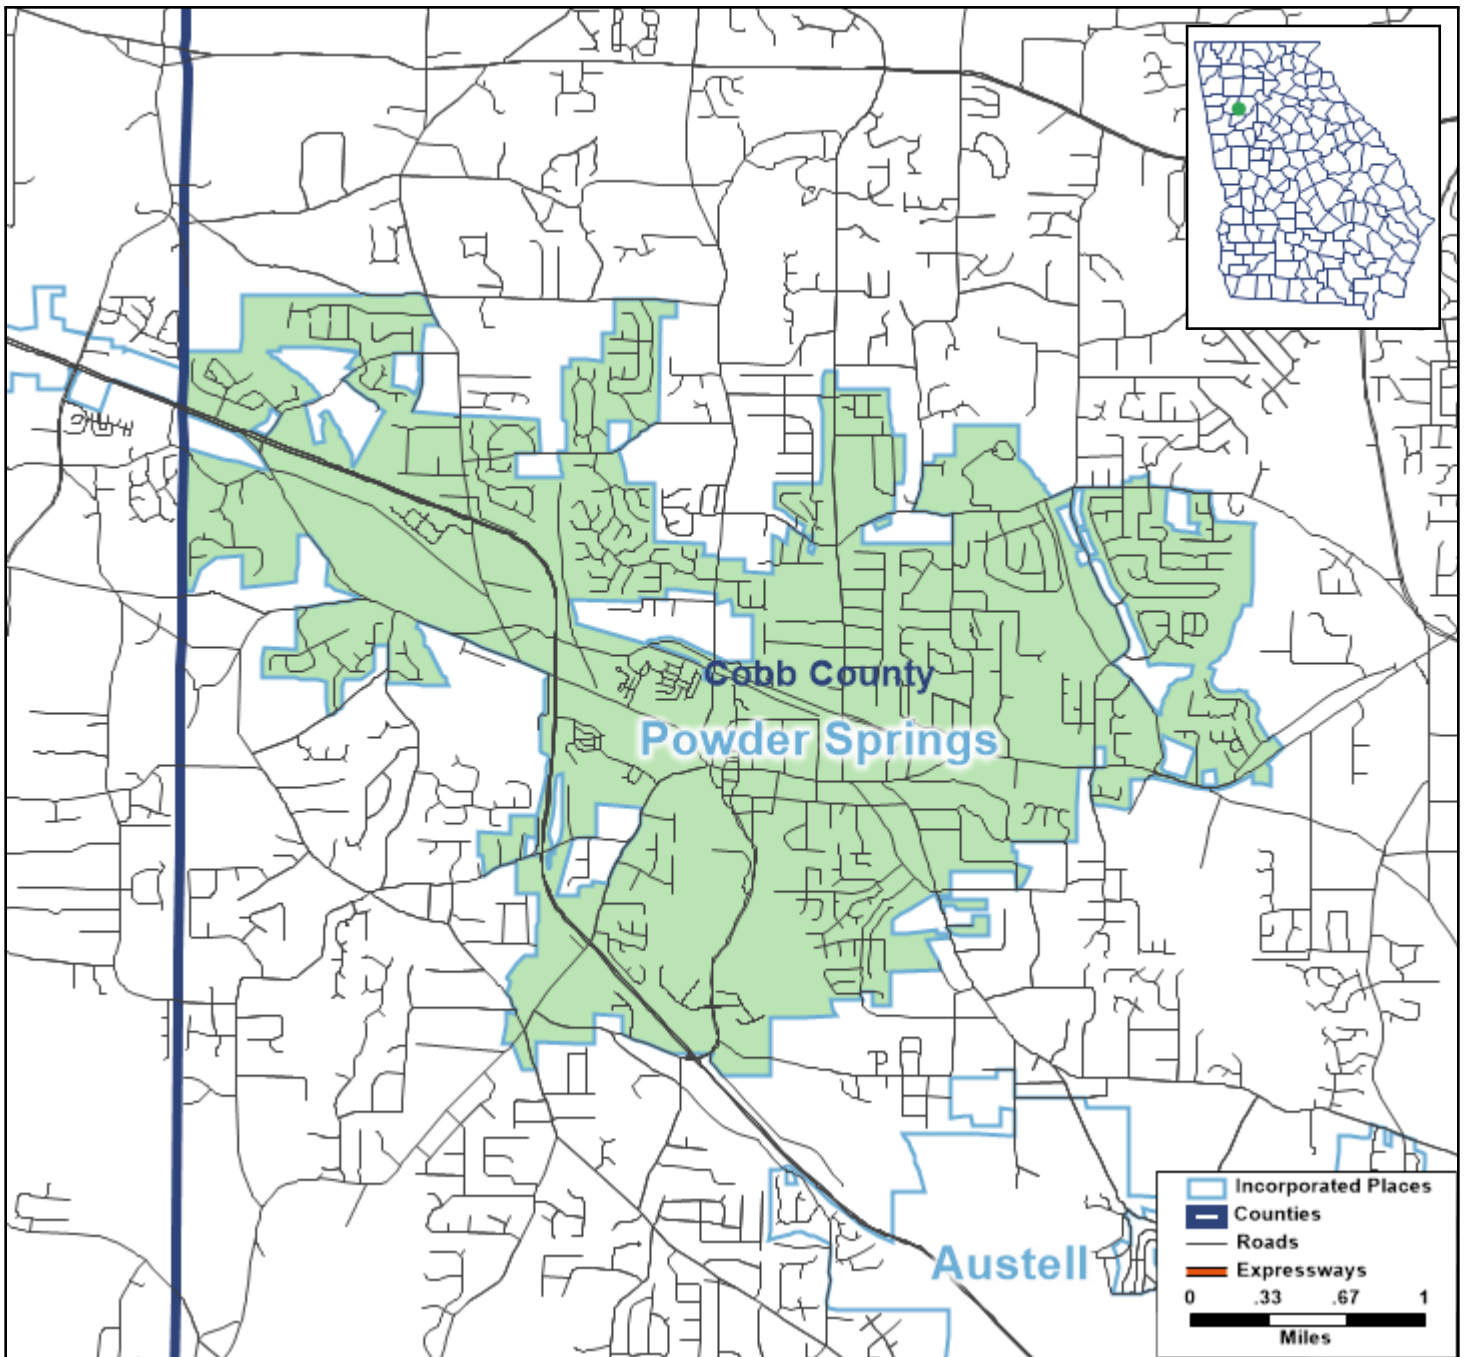 Cobb County
Powder Springs
Austell
Incorporated Places
Counties
Roads
Expressways
0 .33 .67 1
Miles